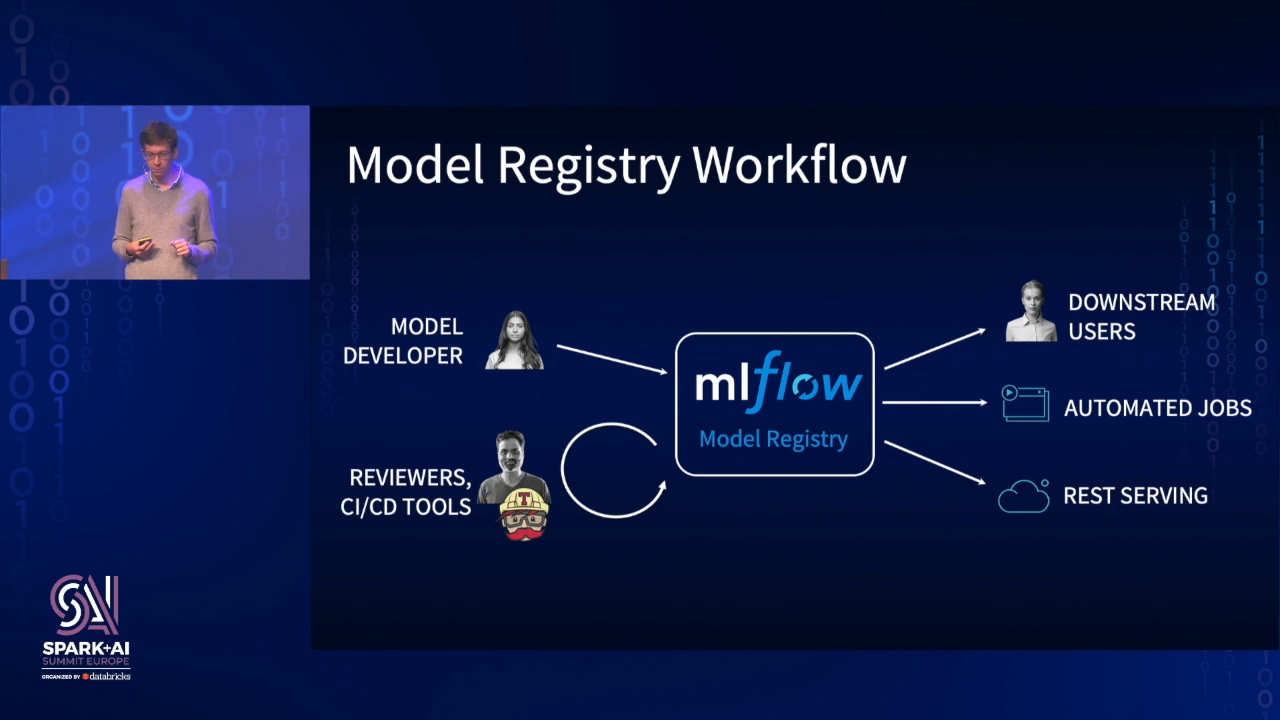 Model Registry Workflow
MODEL
DEVELOPER
REVIEWERS,
CI/CD TOOLS
mlflow
Model Registry
DOWNSTREAM
USERS
AUTOMATED JOBS
REST SERVING
SAI
SPARK+AI
SUMMIT EUROPE
ORGANIZED BY databricks